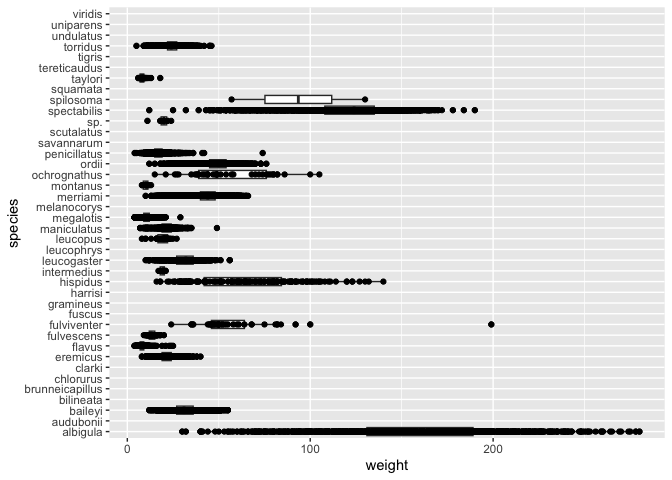 viridis
uniparens
undulatus
torridus
tigris
tereticaudus
taylori
squamata
spilosoma
spectabilis
sp.
scutalatus
savannarum
penicillatus
ordii
ochrognathus
montanus
merriami
melanocorys
megalotis
maniculatus
leucopus
leucophrys
leucogaster
intermedius
hispidus
harrisi
gramineus
fuscus
fulviventer
fulvescens
flavus
eremicus
clarki
chlorurus
brunneicapillus
bilineata
baileyi
audubonii
albigula
species
0 100 200
weight